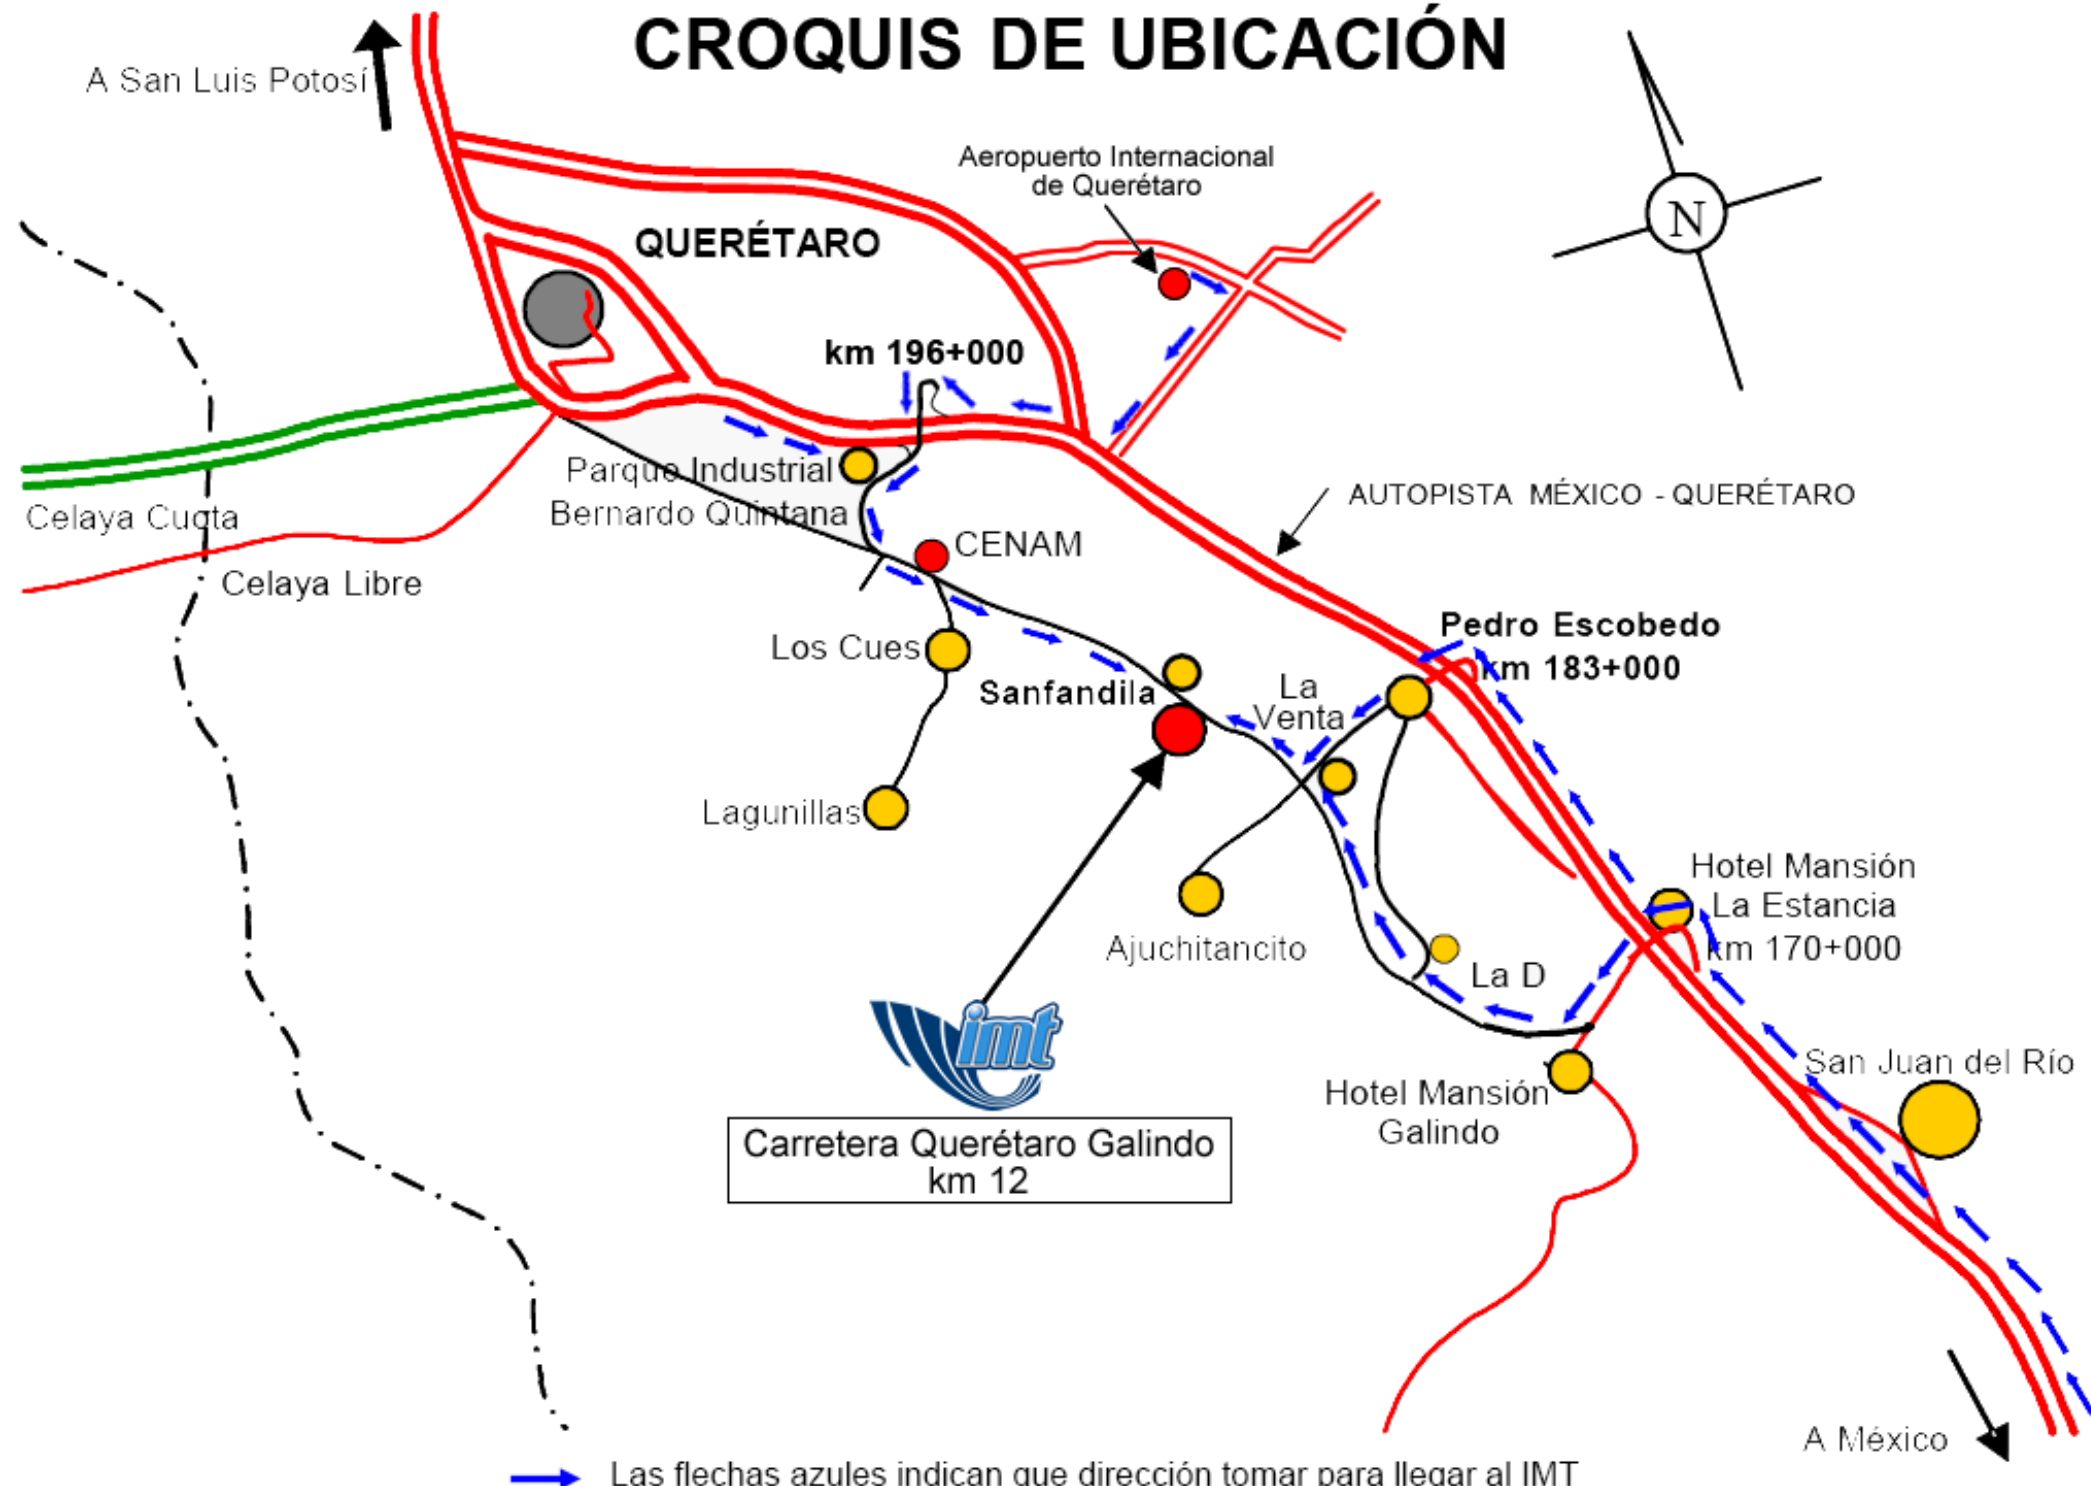 CROQUIS DE UBICACIÓN
A San Luis Potosí
Aeropuerto Internacional
de Querétaro
N
QUERÉTARO
km 196+000
Parque Industrial
Bernardo Quintana
AUTOPISTA MÉXICO - QUERÉTARO
Celaya Cuota
CENAM
Celaya Libre
Pedro Escobedo
km 183+000
Los Cues
Sanfandila
La
Venta
Lagunillas
Hotel Mansión
La Estancia
km 170+000
Ajuchitancito
La D
imt
San Juan del Río
Hotel Mansión
Galindo
Carretera Querétaro Galindo
km 12
A México
Las flechas azules indican que dirección tomar para llegar al IMT